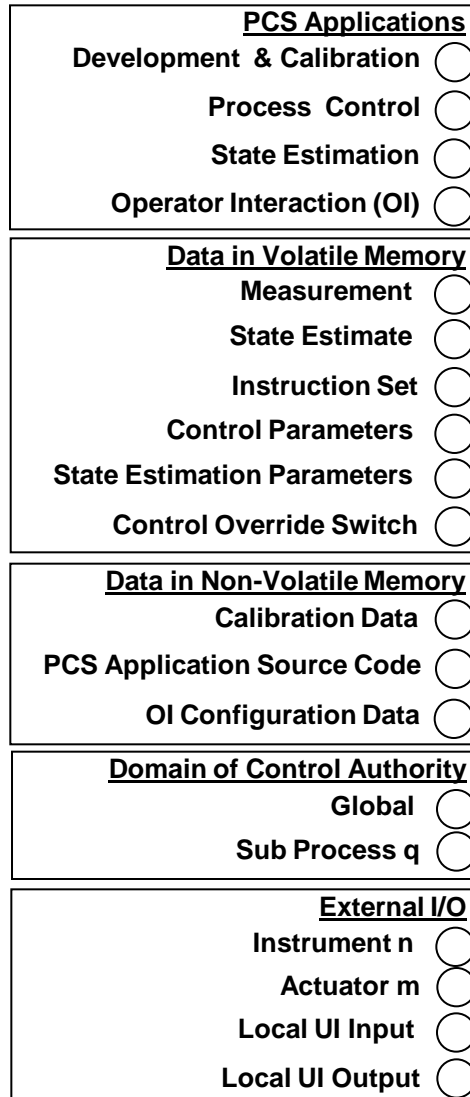 PCS Applications
Development & Calibration
Process Control
State Estimation
Operator Interaction (OI)
Data in Volatile Memory
Measurement
State Estimate
Instruction Set
Control Parameters
State Estimation Parameters
Control Override Switch
Data in Non-Volatile Memory
Calibration Data
PCS Application Source Code
OI Configuration Data
Domain of Control Authority
Global
Sub Process q
External I/O
Instrument n
Actuator m
Local UI Input
Local UI Output